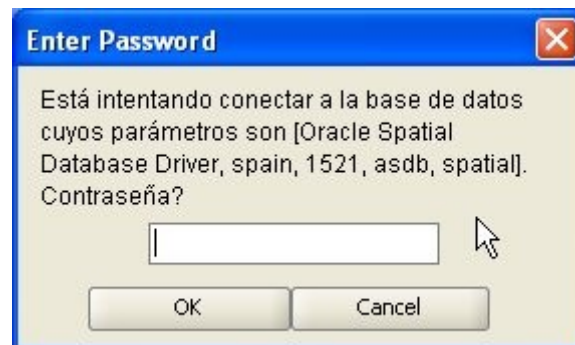 Enter Password
Está intentando conectar a la base de datos
cuyos parámetros son [Oracle Spatial
Database Driver, spain, 1521, asdb, spatial].
Contraseña?
OK Cancel